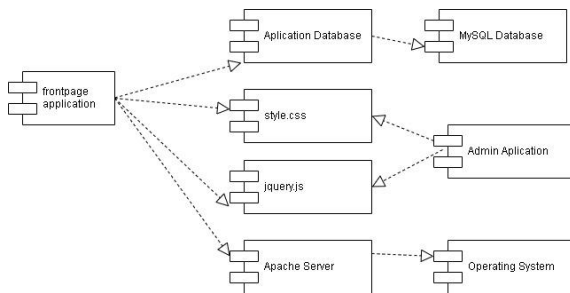 Aplication Database
MySQL Database
frontpage
application
style.css
Admin Aplication
jquery.js
Apache Server
Operating System